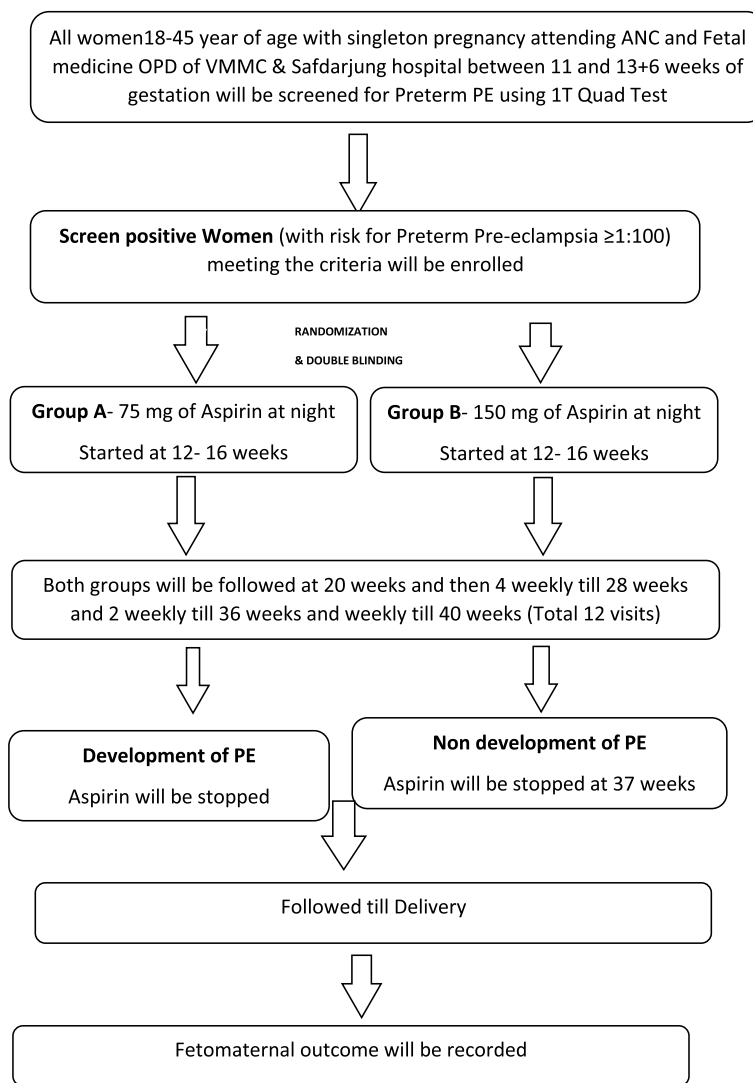 All women18-45 year of age with singleton pregnancy attending ANC and Fetal
medicine OPD of VMMC & Safdarjung hospital between 11 and 13+6 weeks of
gestation will be screened for Preterm PE using 1T Quad Test
Screen positive Women (with risk for Preterm Pre-eclampsia ≥1:100)
meeting the criteria will be enrolled
RANDOMIZATION
& DOUBLE BLINDING
Group A- 75 mg of Aspirin at night
Started at 12- 16 weeks
Group B- 150 mg of Aspirin at night
Started at 12- 16 weeks
Both groups will be followed at 20 weeks and then 4 weekly till 28 weeks
and 2 weekly till 36 weeks and weekly till 40 weeks (Total 12 visits)
Development of PE
Aspirin will be stopped
Non development of PE
Aspirin will be stopped at 37 weeks
Followed till Delivery
Fetomaternal outcome will be recorded